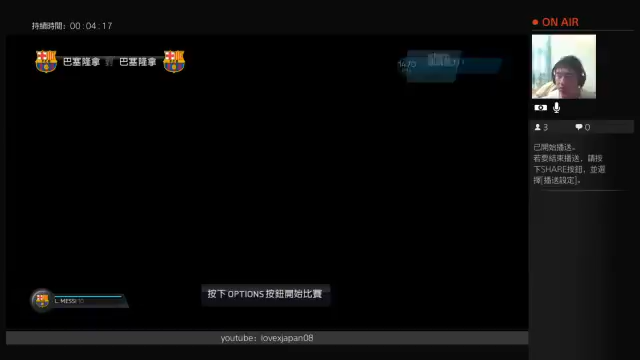 持續時間： 00:04:17
ON AIR
巴塞隆拿 巴塞隆拿
3 0
已開始播送。
若要結束播送，請按
下SHARE按鈕，並選
擇[播送設定]。
按下 OPTIONS 按鈕開始比賽
L. MESSI 10
youtube： lovexjapan08